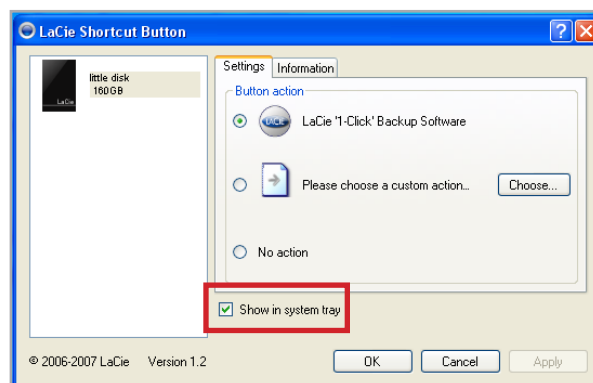 LaCie Shortcut Button
little disk
160GB
LaCie
Settings Information
Button action
LACIE
LaCie '1-Click' Backup Software
Please choose a custom action... Choose...
No action
Show in system tray
© 2006-2007 LaCie Version 1.2
OK Cancel Apply